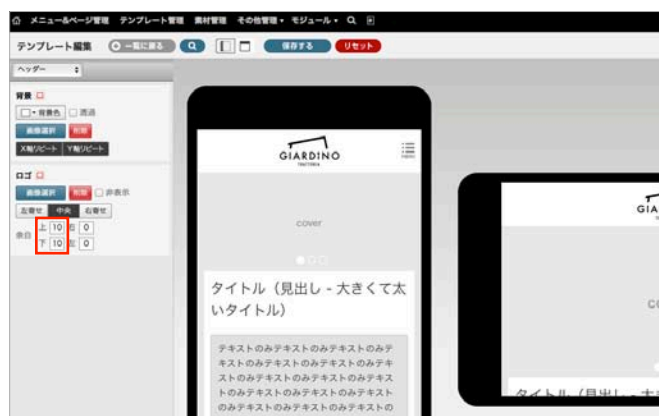 メニュー&ページ管理 テンプレート管理 素材管理 その他管理 モジュール
テンプレート編集 一覧に戻る 保存する リセット
ヘッダー
背景
背景色 透過
画像選択 削除
X軸リピート Y軸リピート
ロゴ
画像選択 削除 非表示
左寄せ 中央 右寄せ
余白 上 10 右 0
下 10 左 0
GIARDINO
TRATTORIA
MENU
cover
タイトル（見出し - 大きくて太
いタイトル）
テキストのみテキストのみテキストのみテ
キストのみテキストのみテキストのみテキ
ストのみテキストのみテキストのみテキス
トのみテキストのみテキストのみテキスト
のみテキストのみテキストのみテキストの
GIA
co
タイトル（見出し - 大き